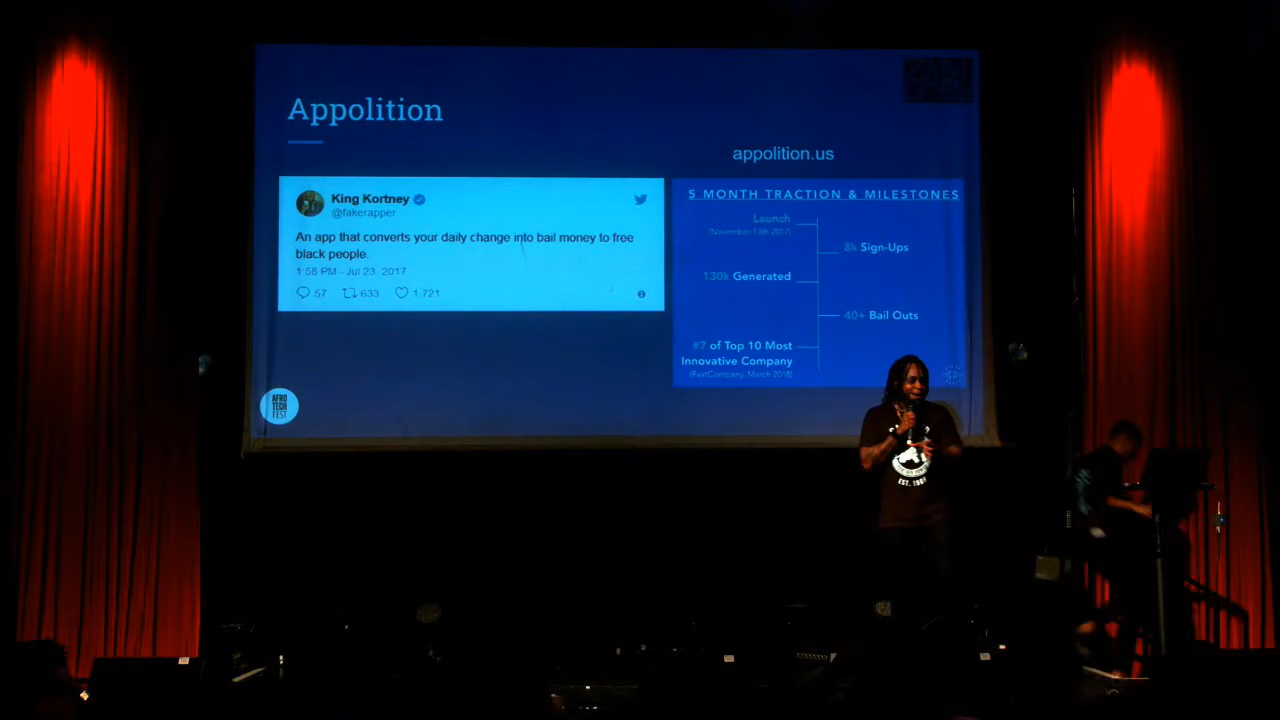 Appolition
appolition.us
King Kortney
@fakerapper
An app that converts your daily change into bail money to free
black people.
1:58 PM - Jul 23, 2017
57 633 1,721
5 MONTH TRACTION & MILESTONES
Launch
(November 13th 2017)
8k Sign-Ups
130k Generated
40+ Bail Outs
#7 of Top 10 Most
Innovative Company
(FastCompany, March 2018)
AFRO
TECH
FEST
EST. 196